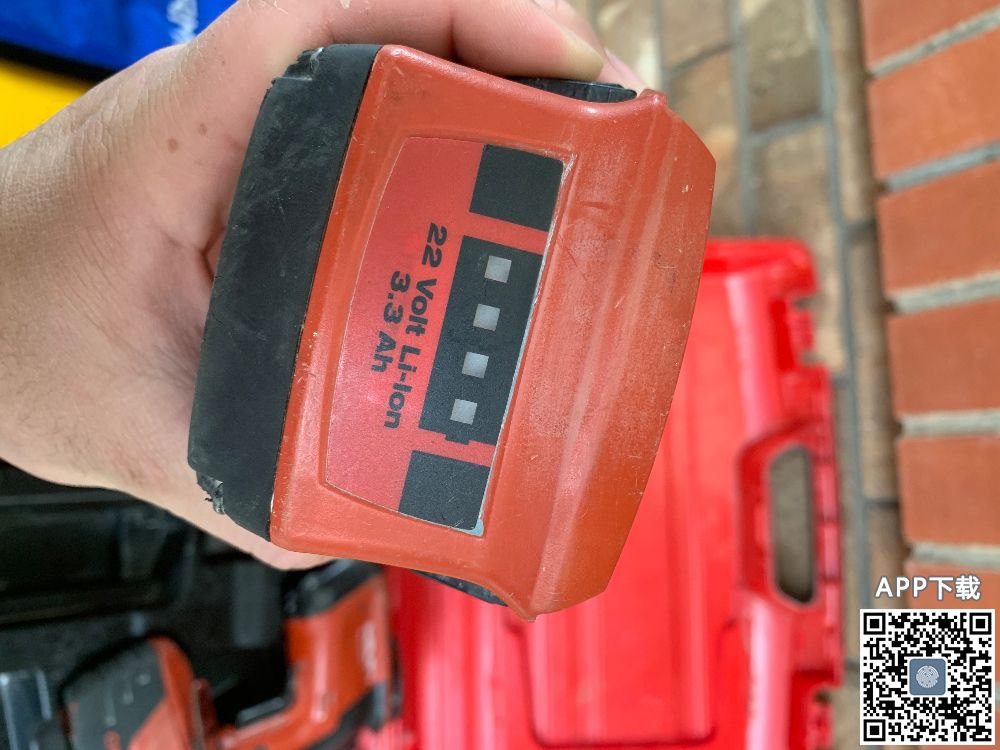 22 Volt Li-Ion
3.3 Ah
APP下载